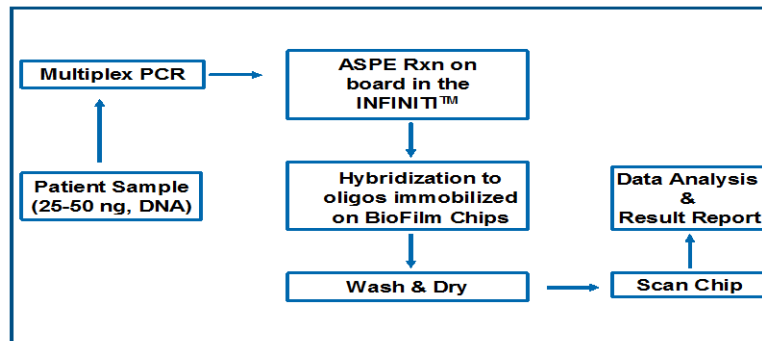 Multiplex PCR
ASPE Rxn on
board in the
INFINITI™
Patient Sample
(25-50 ng, DNA)
Hybridization to
oligos immobilized
on BioFilm Chips
Data Analysis
&
Result Report
Wash & Dry
Scan Chip